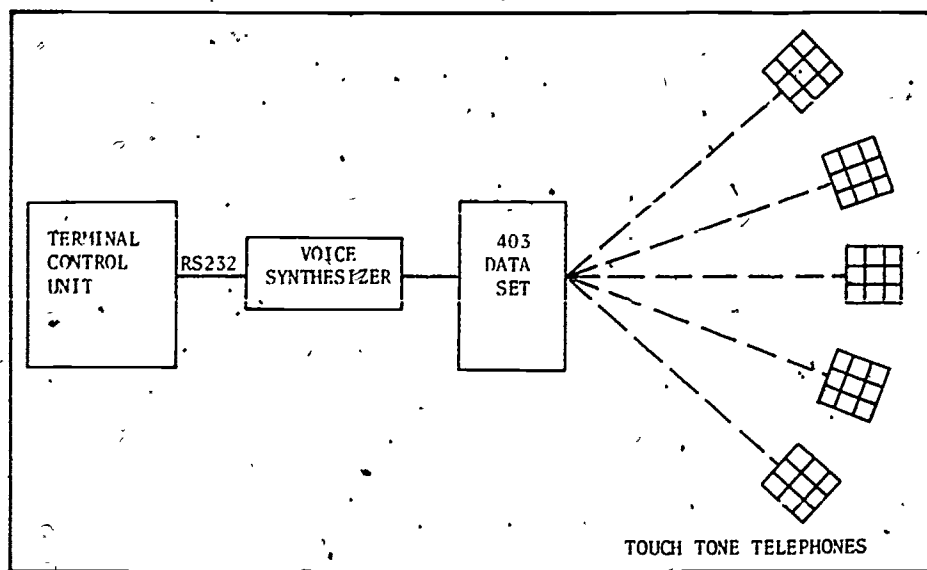 TERMINAL
CONTROL
UNIT
RS232
VOICE
SYNTHESIZER
403
DATA
SET
TOUCH TONE TELEPHONES